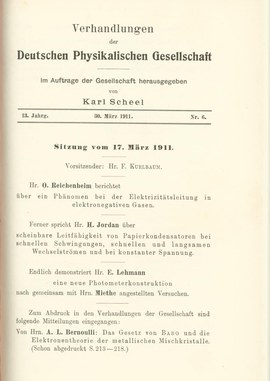 Verhandlungen
der
Deutschen Physikalischen Gesellschaft
im Auftrage der Gesellschaft herausgegeben
von
Karl Scheel
13. Jahrg. 30. März 1911. Nr. 6.
Sitzung vom 17. März 1911.
Vorsitzender: Hr. F. KURLBAUM.
Hr. O. Reichenheim berichtet
über ein Phänomen bei der Elektrizitätsleitung in
elektronegativen Gasen.
Ferner spricht Hr. H. Jordan über
scheinbare Leitfähigkeit von Papierkondensatoren bei
schnellen Schwingungen, schnellen und langsamen
Wechselströmen und bei konstanter Spannung.
Endlich demonstriert Hr. E. Lehmann
eine neue Photometerkonstruktion
nach gemeinsam mit Hrn. Miethe angestellten Versuchen.
Zum Abdruck in den Verhandlungen der Gesellschaft sind
folgende Mitteilungen eingegangen:
Von Hrn. A. L. Bernoulli: Das Gesetz von BABO und die
Elektronentheorie der metallischen Mischkristalle.
(Schon abgedruckt S. 213—218.)